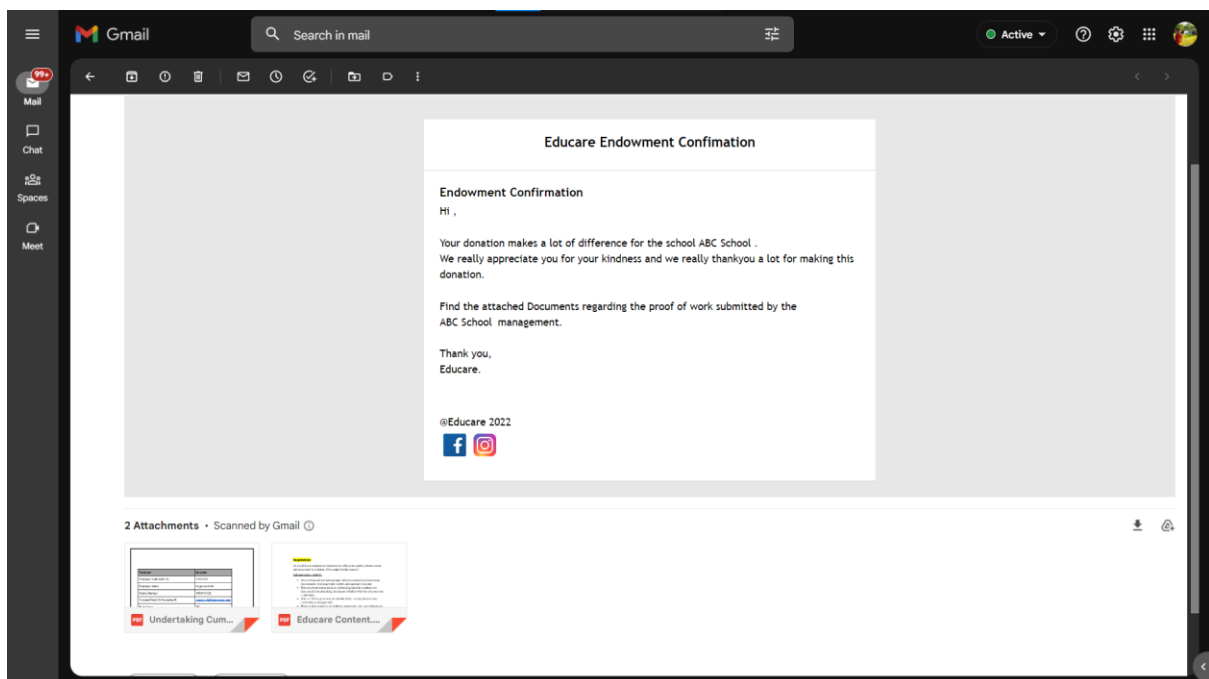 Gmail
Search in mail
Active
99+
Mail
Chat
Spaces
Meet
Educare Endowment Confimation
Endowment Confirmation
Hi ,
Your donation makes a lot of difference for the school ABC School .
We really appreciate you for your kindness and we really thankyou a lot for making this
donation.
Find the attached Documents regarding the proof of work submitted by the
ABC School management.
Thank you,
Educare.
@Educare 2022
2 Attachments • Scanned by Gmail
PDF Undertaking Cum...
PDF Educare Content....